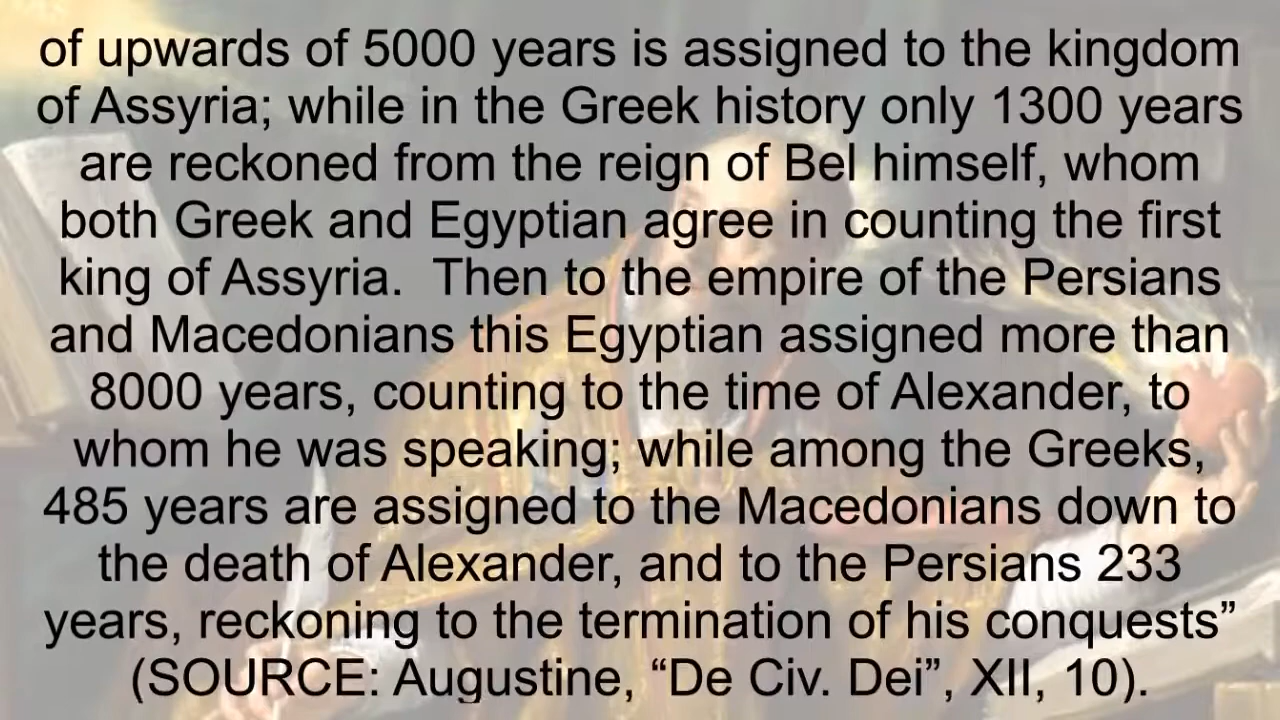 of upwards of 5000 years is assigned to the kingdom
of Assyria; while in the Greek history only 1300 years
are reckoned from the reign of Bel himself, whom
both Greek and Egyptian agree in counting the first
king of Assyria.  Then to the empire of the Persians
and Macedonians this Egyptian assigned more than
8000 years, counting to the time of Alexander, to
whom he was speaking; while among the Greeks,
485 years are assigned to the Macedonians down to
the death of Alexander, and to the Persians 233
years, reckoning to the termination of his conquests”
(SOURCE: Augustine, “De Civ. Dei”, XII, 10).